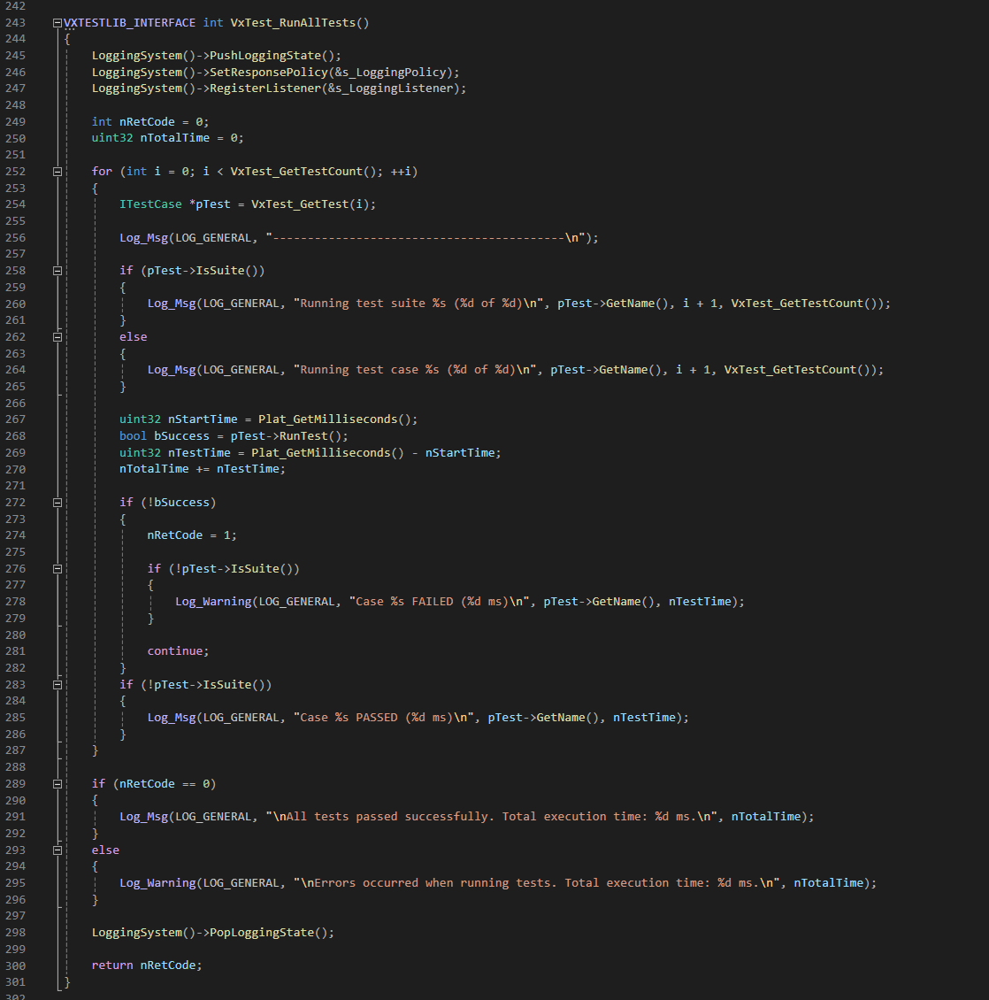 242
243 VXTESTLIB_INTERFACE int VxTest_RunAllTests()
244 {
245     LoggingSystem()->PushLoggingState();
246     LoggingSystem()->SetResponsePolicy(&s_LoggingPolicy);
247     LoggingSystem()->RegisterListener(&s_LoggingListener);
248
249     int nRetCode = 0;
250     uint32 nTotalTime = 0;
251
252     for (int i = 0; i < VxTest_GetTestCount(); ++i)
253     {
254         ITestCase *pTest = VxTest_GetTest(i);
255
256         Log_Msg(LOG_GENERAL, "------------------------------------------\n");
257
258         if (pTest->IsSuite())
259         {
260             Log_Msg(LOG_GENERAL, "Running test suite %s (%d of %d)\n", pTest->GetName(), i + 1, VxTest_GetTestCount());
261         }
262         else
263         {
264             Log_Msg(LOG_GENERAL, "Running test case %s (%d of %d)\n", pTest->GetName(), i + 1, VxTest_GetTestCount());
265         }
266
267         uint32 nStartTime = Plat_GetMilliseconds();
268         bool bSuccess = pTest->RunTest();
269         uint32 nTestTime = Plat_GetMilliseconds() - nStartTime;
270         nTotalTime += nTestTime;
271
272         if (!bSuccess)
273         {
274             nRetCode = 1;
275
276             if (!pTest->IsSuite())
277             {
278                 Log_Warning(LOG_GENERAL, "Case %s FAILED (%d ms)\n", pTest->GetName(), nTestTime);
279             }
280
281             continue;
282         }
283         if (!pTest->IsSuite())
284         {
285             Log_Msg(LOG_GENERAL, "Case %s PASSED (%d ms)\n", pTest->GetName(), nTestTime);
286         }
287     }
288
289     if (nRetCode == 0)
290     {
291         Log_Msg(LOG_GENERAL, "\nAll tests passed successfully. Total execution time: %d ms.\n", nTotalTime);
292     }
293     else
294     {
295         Log_Warning(LOG_GENERAL, "\nErrors occurred when running tests. Total execution time: %d ms.\n", nTotalTime);
296     }
297
298     LoggingSystem()->PopLoggingState();
299
300     return nRetCode;
301 }
302